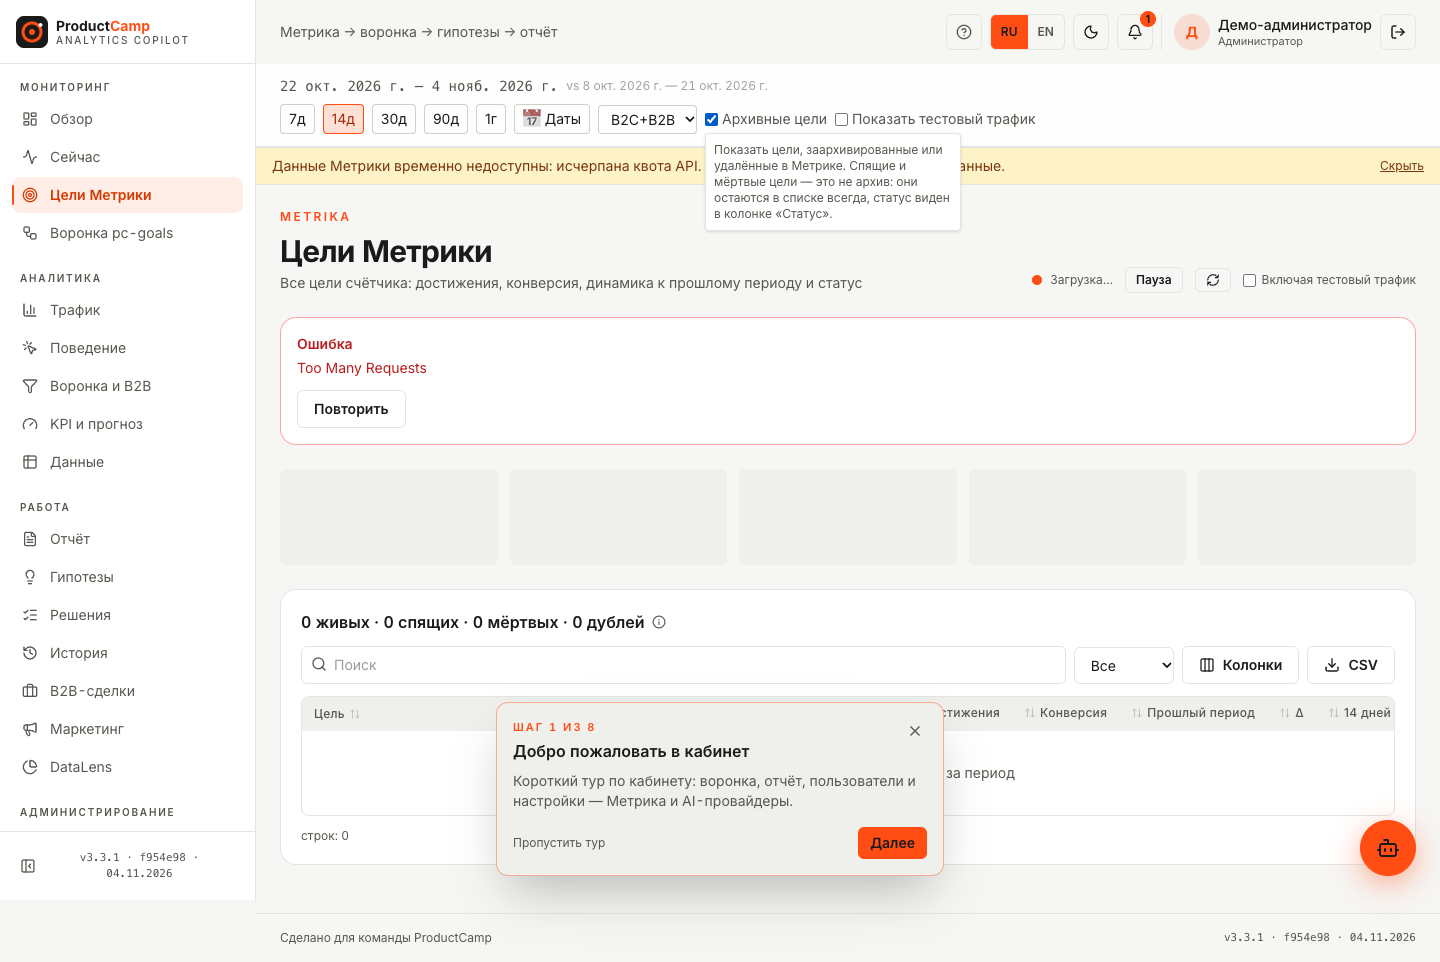 ProductCamp
ANALYTICS COPILOT
Метрика → воронка → гипотезы → отчёт
RU EN
1
Д
Демо-администратор
Администратор
МОНИТОРИНГ
Обзор
Сейчас
Цели Метрики
Воронка pc-goals
АНАЛИТИКА
Трафик
Поведение
Воронка и B2B
KPI и прогноз
Данные
РАБОТА
Отчёт
Гипотезы
Решения
История
B2B-сделки
Маркетинг
DataLens
АДМИНИСТРИРОВАНИЕ
v3.3.1 · f954e98 ·
04.11.2026
22 окт. 2026 г. — 4 нояб. 2026 г. vs 8 окт. 2026 г. — 21 окт. 2026 г.
7д 14д 30д 90д 1г Даты B2C+B2B Архивные цели Показать тестовый трафик
Данные Метрики временно недоступны: исчерпана квота API. анные. Скрыть
Показать цели, заархивированные или
удалённые в Метрике. Спящие и
мёртвые цели — это не архив: они
остаются в списке всегда, статус виден
в колонке «Статус».
METRIKA
Цели Метрики
Все цели счётчика: достижения, конверсия, динамика к прошлому периоду и статус
Загрузка... Пауза Включая тестовый трафик
Ошибка
Too Many Requests
Повторить
0 живых · 0 спящих · 0 мёртвых · 0 дублей
Поиск Все Колонки CSV
Цель стижения Конверсия Прошлый период Δ 14 дней
за период
строк: 0
ШАГ 1 ИЗ 8
Добро пожаловать в кабинет
Короткий тур по кабинету: воронка, отчёт, пользователи и
настройки — Метрика и AI-провайдеры.
Пропустить тур Далее
Сделано для команды ProductCamp
v3.3.1 · f954e98 · 04.11.2026